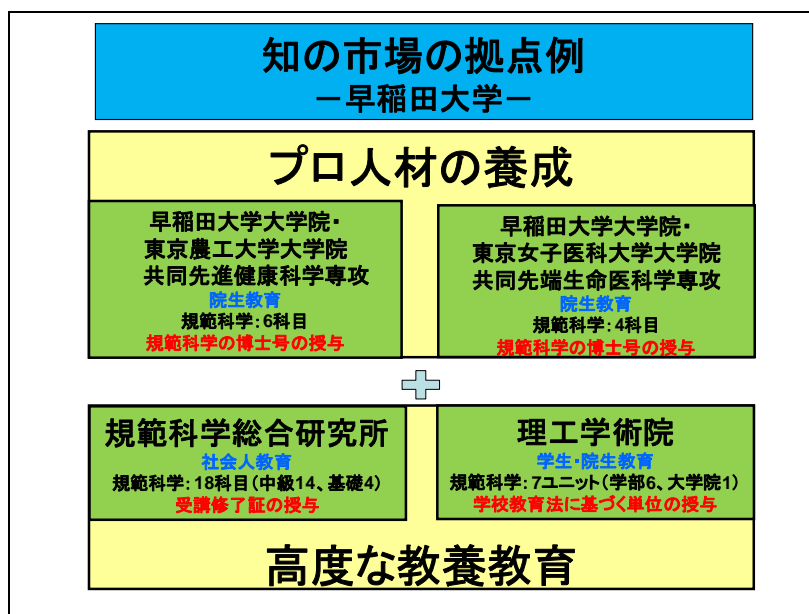 知の市場の拠点例
－早稲田大学－
プロ人材の養成
早稲田大学大学院・
東京農工大学大学院
共同先進健康科学専攻
院生教育
規範科学：6科目
規範科学の博士号の授与
早稲田大学大学院・
東京女子医科大学大学院
共同先端生命医科学専攻
院生教育
規範科学：4科目
規範科学の博士号の授与
規範科学総合研究所
社会人教育
規範科学：18科目（中級14、基礎4）
受講修了証の授与
理工学術院
学生・院生教育
規範科学：7ユニット（学部6、大学院1）
学校教育法に基づく単位の授与
高度な教養教育